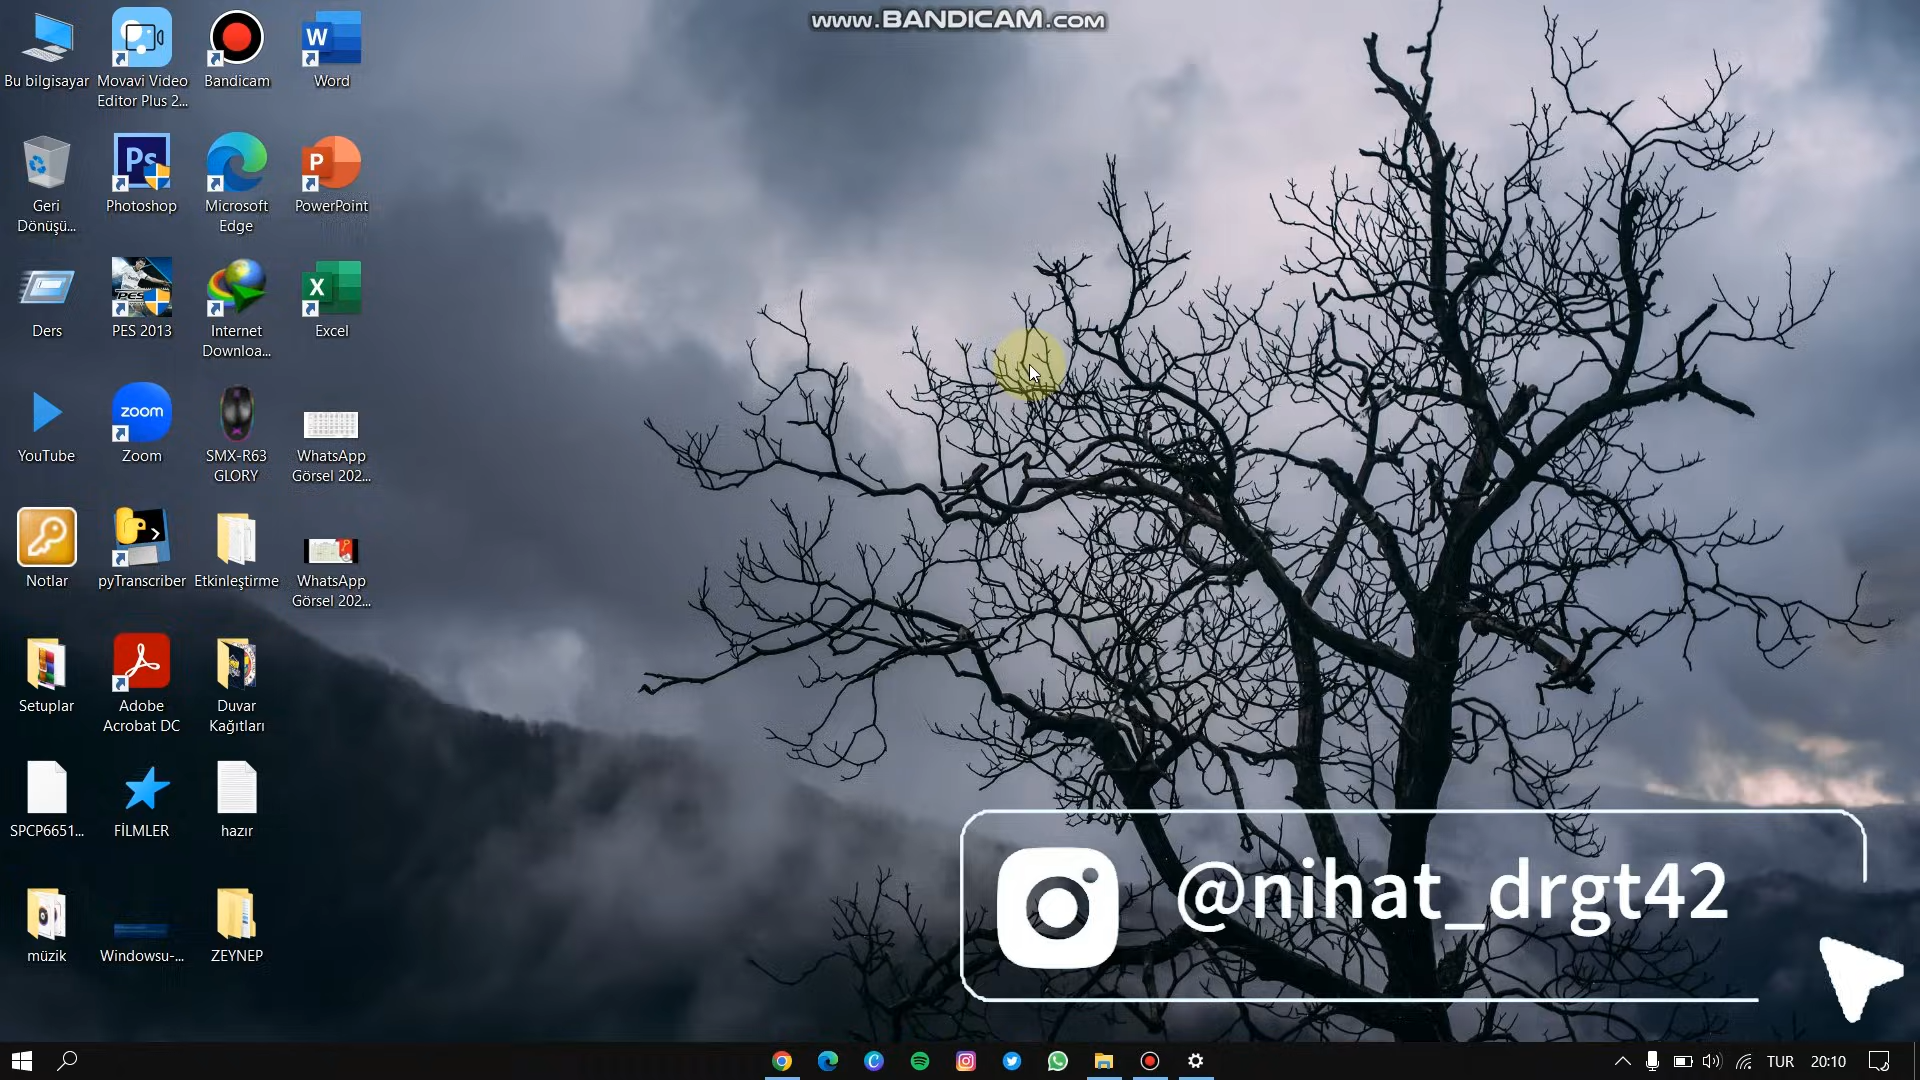 www.BANDICAM.com
Bu bilgisayar
Movavi Video
Editor Plus 2...
Bandicam
W
Word
Geri
Dönüşü...
Ps
Photoshop
Microsoft
Edge
P
PowerPoint
Ders
PES 2013
Internet
Downloa...
X
Excel
YouTube
zoom
Zoom
SMX-R63
GLORY
WhatsApp
Görsel 202...
Notlar
pyTranscriber
Etkinleştirme
WhatsApp
Görsel 202...
Setuplar
Adobe
Acrobat DC
Duvar
Kağıtları
SPCP6651...
FİLMLER
hazır
müzik
Windowsu-...
ZEYNEP
@nihat_drgt42
TUR
20:10